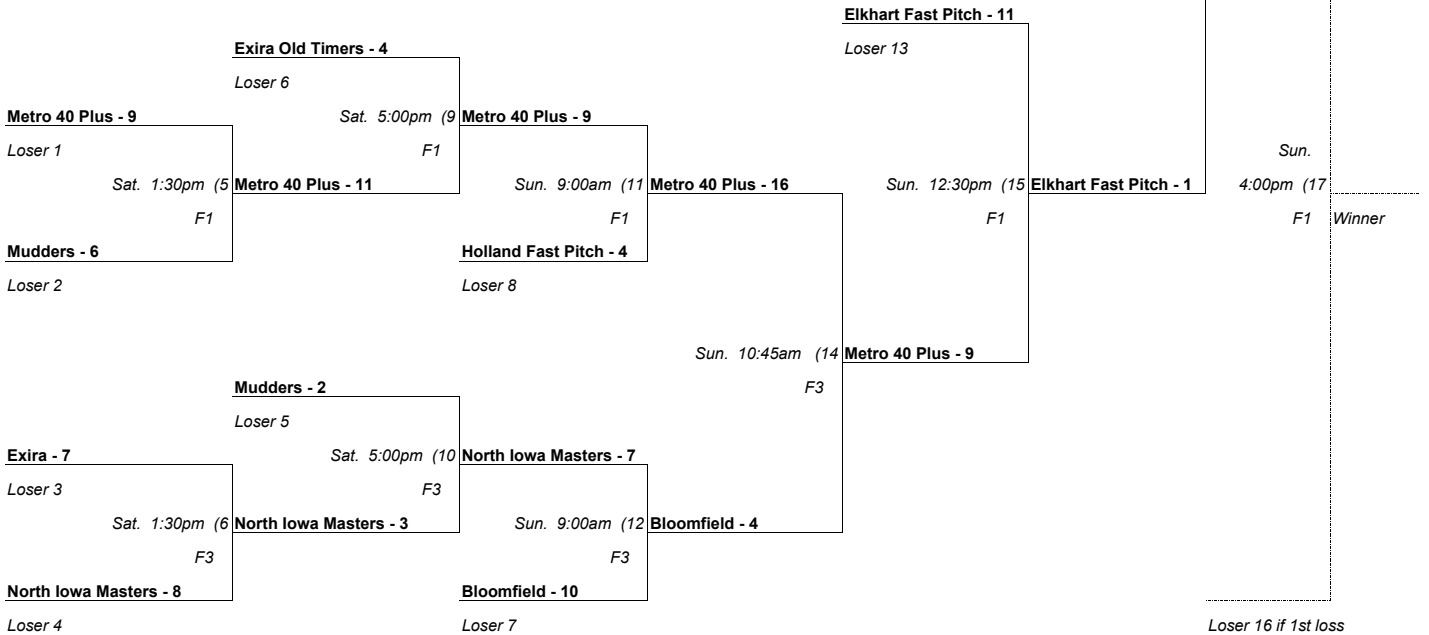 Elkhart Fast Pitch - 11
Exira Old Timers - 4
Loser 13
Loser 6
Metro 40 Plus - 9
Sat. 5:00pm (9
Metro 40 Plus - 9
Loser 1
F1
Sun.
Sat. 1:30pm (5
Metro 40 Plus - 11
Sun. 9:00am (11
Metro 40 Plus - 16
Sun. 12:30pm (15
Elkhart Fast Pitch - 1
4:00pm (17
F1
F1
F1
F1
Winner
Mudders - 6
Holland Fast Pitch - 4
Loser 2
Loser 8
Sun. 10:45am (14
Metro 40 Plus - 9
Mudders - 2
F3
Loser 5
Exira - 7
Sat. 5:00pm (10
North Iowa Masters - 7
Loser 3
F3
Sat. 1:30pm (6
North Iowa Masters - 3
Sun. 9:00am (12
Bloomfield - 4
F3
F3
North Iowa Masters - 8
Bloomfield - 10
Loser 4
Loser 7
Loser 16 if 1st loss